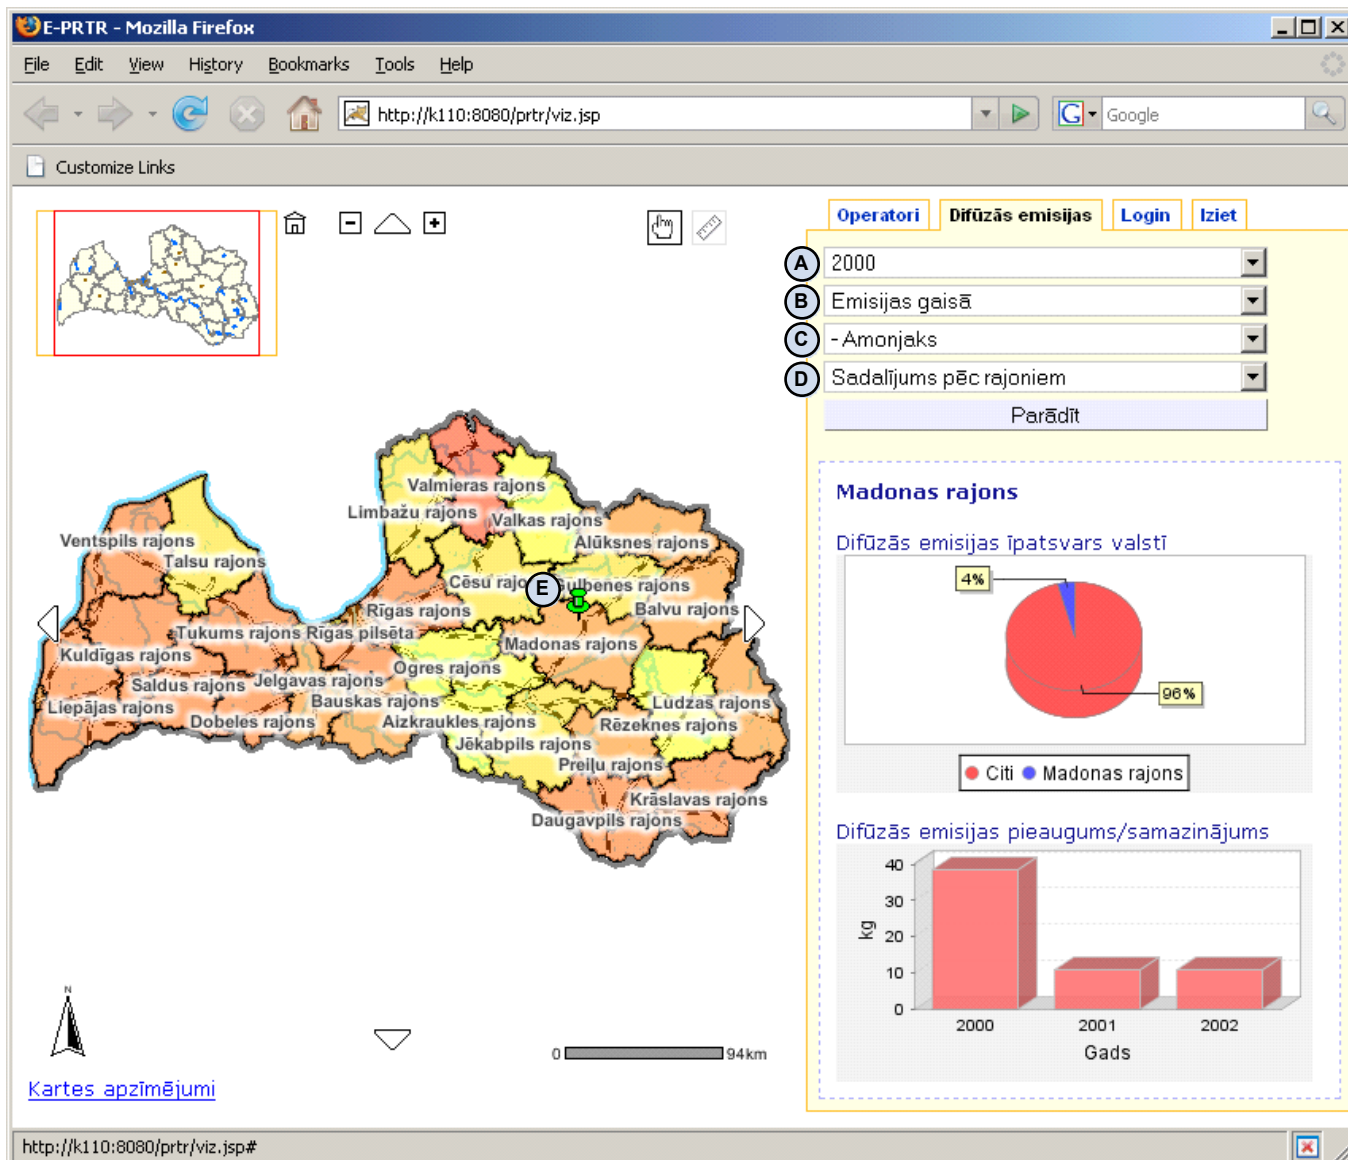 E-PRTR - Mozilla Firefox
File Edit View History Bookmarks Tools Help
http://k110:8080/prtr/viz.jsp
G Google
Customize Links
Operatori Difūzās emisijas Login Iziet
A 2000
B Emisijas gaisā
C - Amonjaks
D Sadalījums pēc rajoniem
Parādīt
Valmieras rajons
Limbažu rajons
Valkas rajons
Ventspils rajons
Alūksnes rajons
Talsu rajons
Cēsu rajo
E
Gulbenes rajons
Rīgas rajons
Balvu rajons
Tukums rajons
Rīgas pilsēta
Madonas rajons
Kuldīgas rajons
Ogres rajons
Saldus rajons
Jelgavas rajons
Bauskas rajons
Ludzas rajons
Liepājas rajons
Dobeles rajons
Aizkraukles rajons
Rēzeknes rajons
Jēkabpils rajons
Preiļu rajons
Krāslavas rajons
Daugavpils rajons
N
0 94km
Kartes apzīmējumi
Madonas rajons
Difūzās emisijas īpatsvars valstī
4%
96%
Citi Madonas rajons
Difūzās emisijas pieaugums/samazinājums
40
30
20
10
0
kg
2000 2001 2002
Gads
http://k110:8080/prtr/viz.jsp#